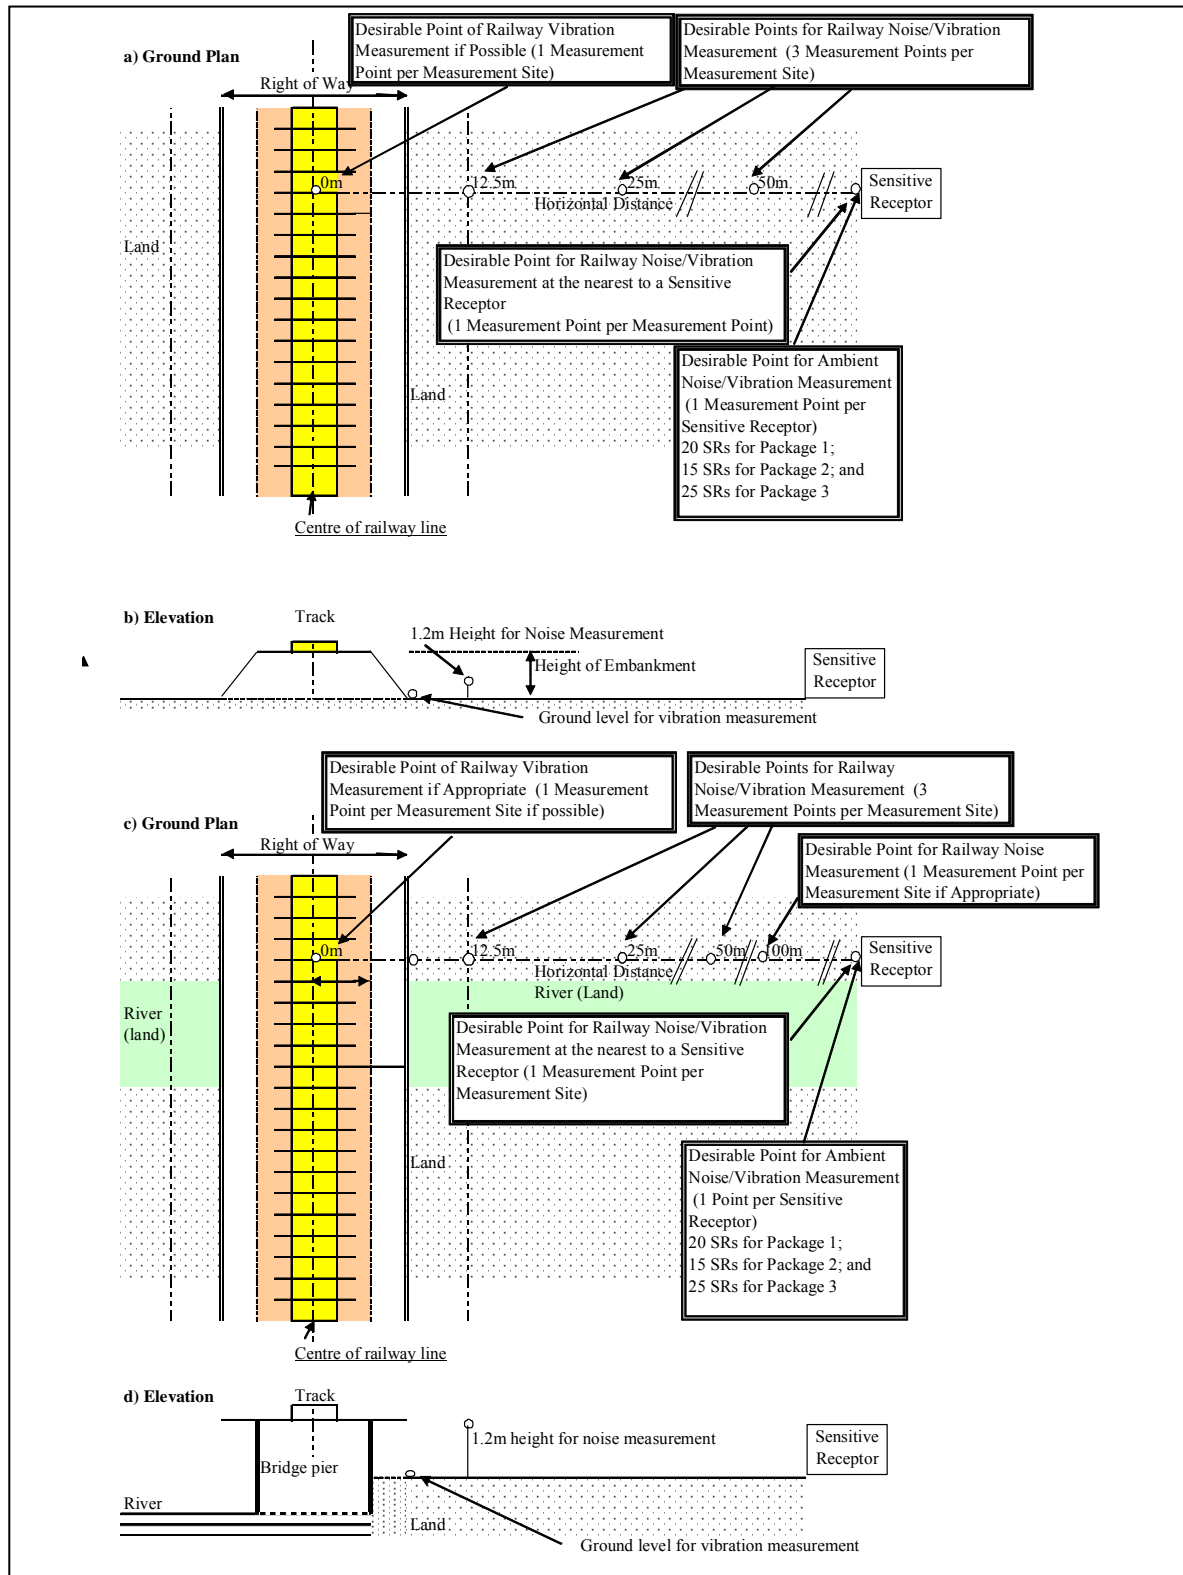 a) Ground Plan
Desirable Point of Railway Vibration
Measurement if Possible (1 Measurement
Point per Measurement Site)
Desirable Points for Railway Noise/Vibration
Measurement (3 Measurement Points per
Measurement Site)
Right of Way
0m
12.5m
25m
50m
Horizontal Distance
Sensitive
Receptor
Land
Desirable Point for Railway Noise/Vibration
Measurement at the nearest to a Sensitive
Receptor
(1 Measurement Point per Measurement Point)
Desirable Point for Ambient
Noise/Vibration Measurement
(1 Measurement Point per
Sensitive Receptor)
20 SRs for Package 1;
15 SRs for Package 2; and
25 SRs for Package 3
Land
Centre of railway line
b) Elevation
Track
1.2m Height for Noise Measurement
Height of Embankment
Sensitive
Receptor
Ground level for vibration measurement
c) Ground Plan
Desirable Point of Railway Vibration
Measurement if Appropriate (1 Measurement
Point per Measurement Site if possible)
Desirable Points for Railway
Noise/Vibration Measurement (3
Measurement Points per Measurement Site)
Right of Way
Desirable Point for Railway Noise
Measurement (1 Measurement Point per
Measurement Site if Appropriate)
0m
12.5m
25m
50m
100m
Horizontal Distance
Sensitive
Receptor
River (Land)
River
(land)
Desirable Point for Railway Noise/Vibration
Measurement at the nearest to a Sensitive
Receptor (1 Measurement Point per
Measurement Site)
Land
Desirable Point for Ambient
Noise/Vibration Measurement
(1 Point per Sensitive
Receptor)
20 SRs for Package 1;
15 SRs for Package 2; and
25 SRs for Package 3
Centre of railway line
d) Elevation
Track
1.2m height for noise measurement
Sensitive
Receptor
Bridge pier
River
Land
Ground level for vibration measurement